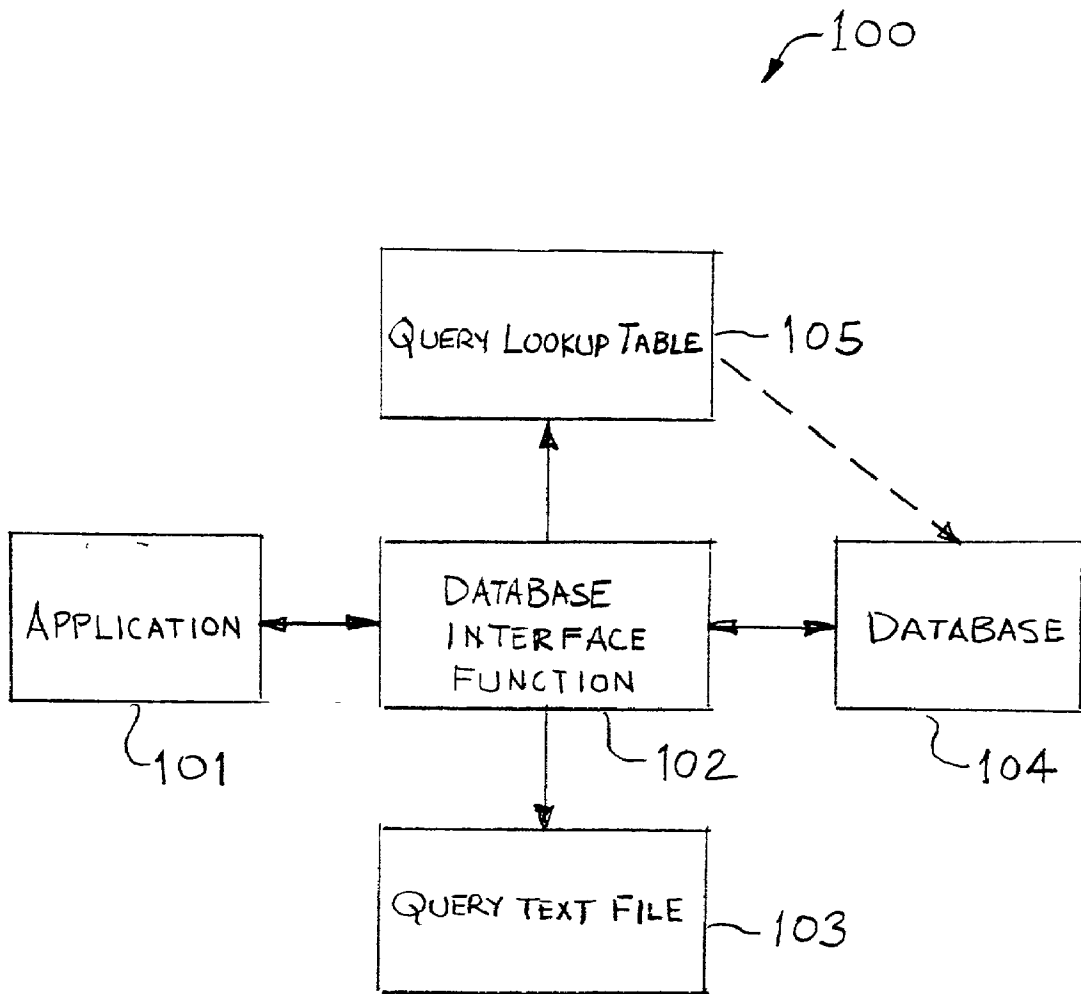 100
QUERY LOOKUP TABLE
105
APPLICATION
DATABASE
INTERFACE
FUNCTION
DATABASE
101
102
104
QUERY TEXT FILE
103